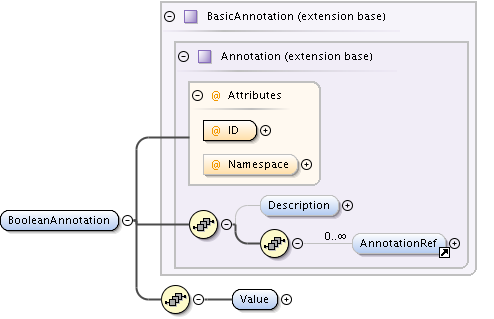 BasicAnnotation (extension base)
Annotation (extension base)
@ Attributes
@ ID
@ Namespace
Description
BooleanAnnotation
0..∞
AnnotationRef
Value